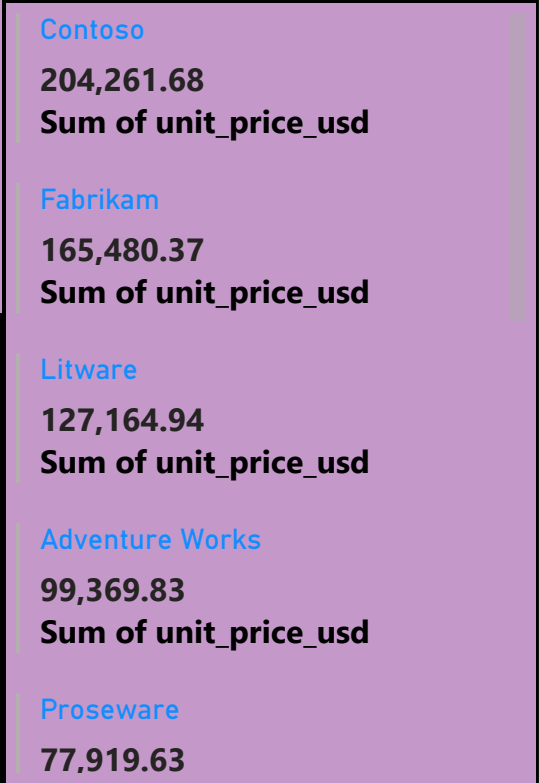 Contoso
204,261.68
Sum of unit_price_usd
Fabrikam
165,480.37
Sum of unit_price_usd
Litware
127,164.94
Sum of unit_price_usd
Adventure Works
99,369.83
Sum of unit_price_usd
Proseware
77,919.63